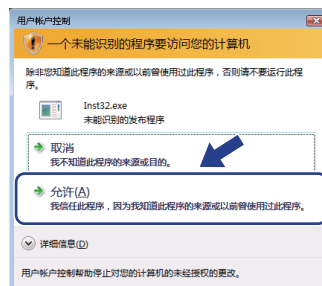 用户帐户控制
一个未能识别的程序要访问您的计算机
除非您知道此程序的来源或以前曾使用过此程序，否则请不要运行此程
序。
Inst32.exe
未能识别的发布程序
取消
我不知道此程序的来源或目的。
允许(A)
我信任此程序，因为我知道此程序的来源或以前曾使用过此程序。
详细信息(D)
用户帐户控制帮助停止对您的计算机的未经授权的更改。